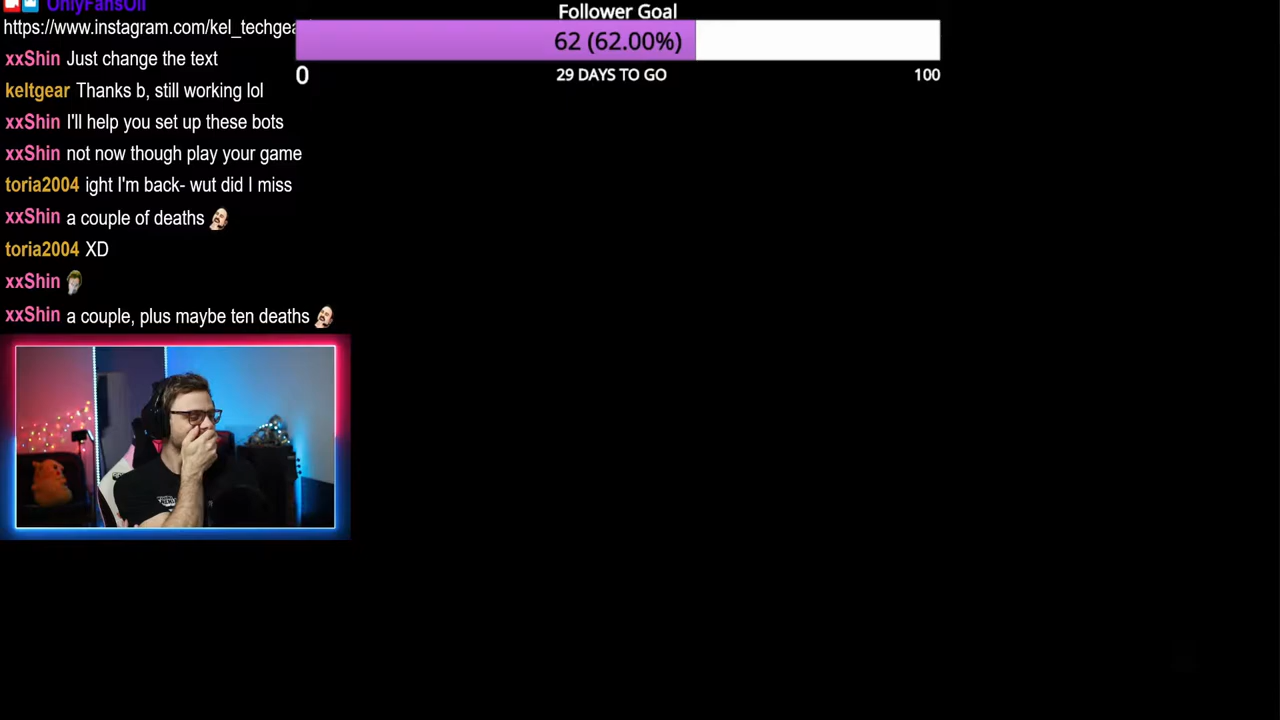 OnlyFansOli
https://www.instagram.com/kel_techgea
Follower Goal
62 (62.00%)
0
29 DAYS TO GO
100
xxShin Just change the text
keltgear Thanks b, still working lol
xxShin I'll help you set up these bots
xxShin not now though play your game
toria2004 ight I'm back- wut did I miss
xxShin a couple of deaths
toria2004 XD
xxShin
xxShin a couple, plus maybe ten deaths